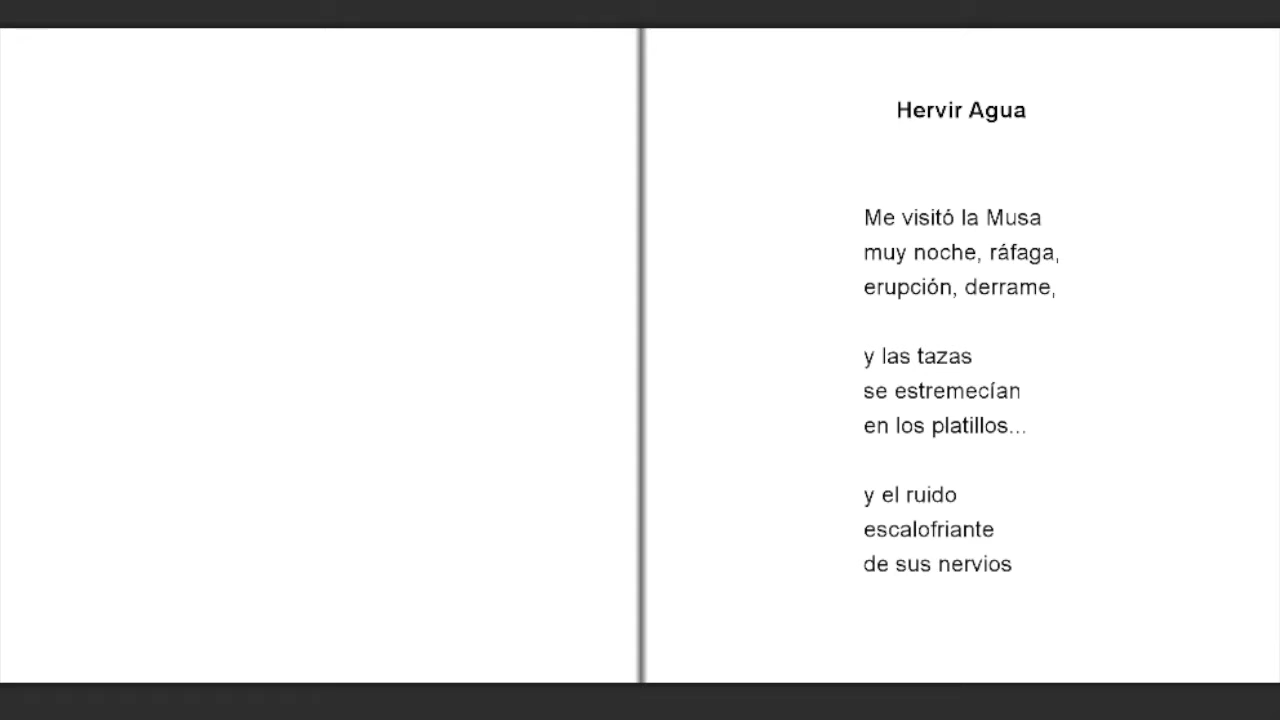 Hervir Agua
Me visitó la Musa
muy noche, ráfaga,
erupción, derrame,
y las tazas
se estremecían
en los platillos...
y el ruido
escalofriante
de sus nervios